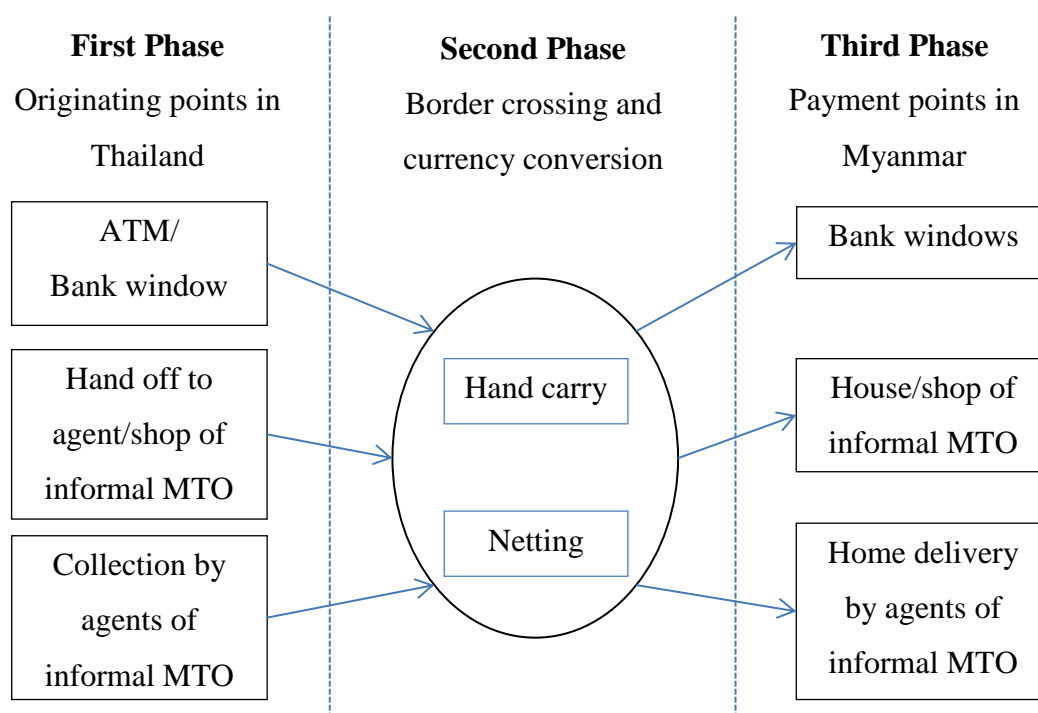 First Phase
Originating points in
Thailand
Second Phase
Border crossing and
currency conversion
Third Phase
Payment points in
Myanmar
ATM/
Bank window
Hand off to
agent/shop of
informal MTO
Collection by
agents of
informal MTO
Hand carry
Netting
Bank windows
House/shop of
informal MTO
Home delivery
by agents of
informal MTO